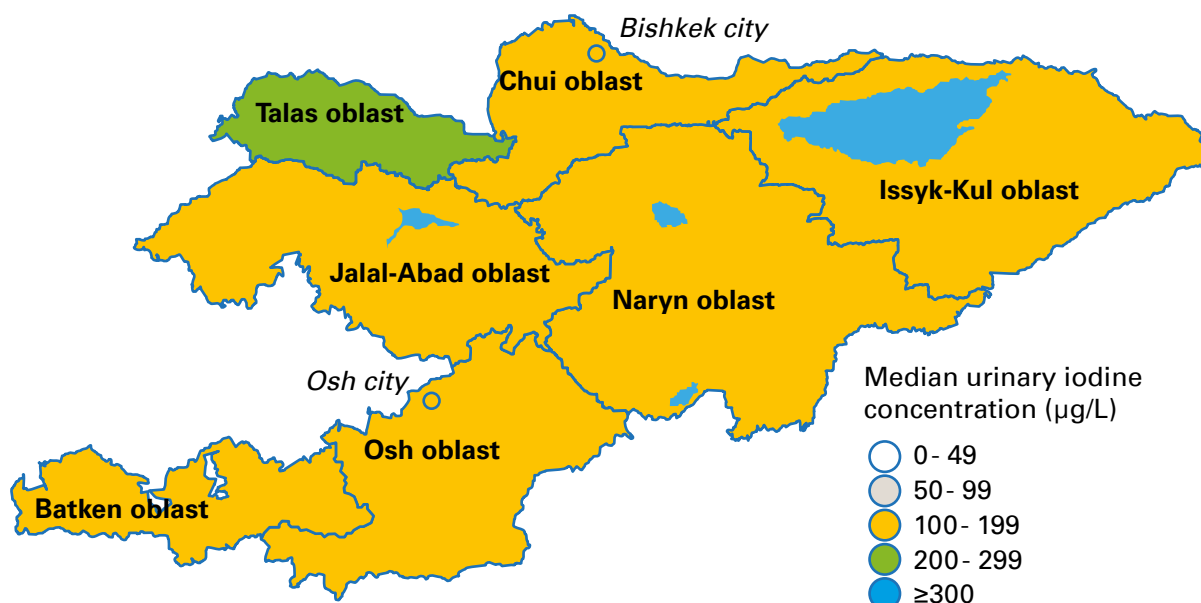 Bishkek city
Chui oblast
Talas oblast
Issyk-Kul oblast
Jalal-Abad oblast
Naryn oblast
Osh city
Osh oblast
Batken oblast
Median urinary iodine
concentration (µg/L)
0 - 49
50 - 99
100 - 199
200 - 299
≥300